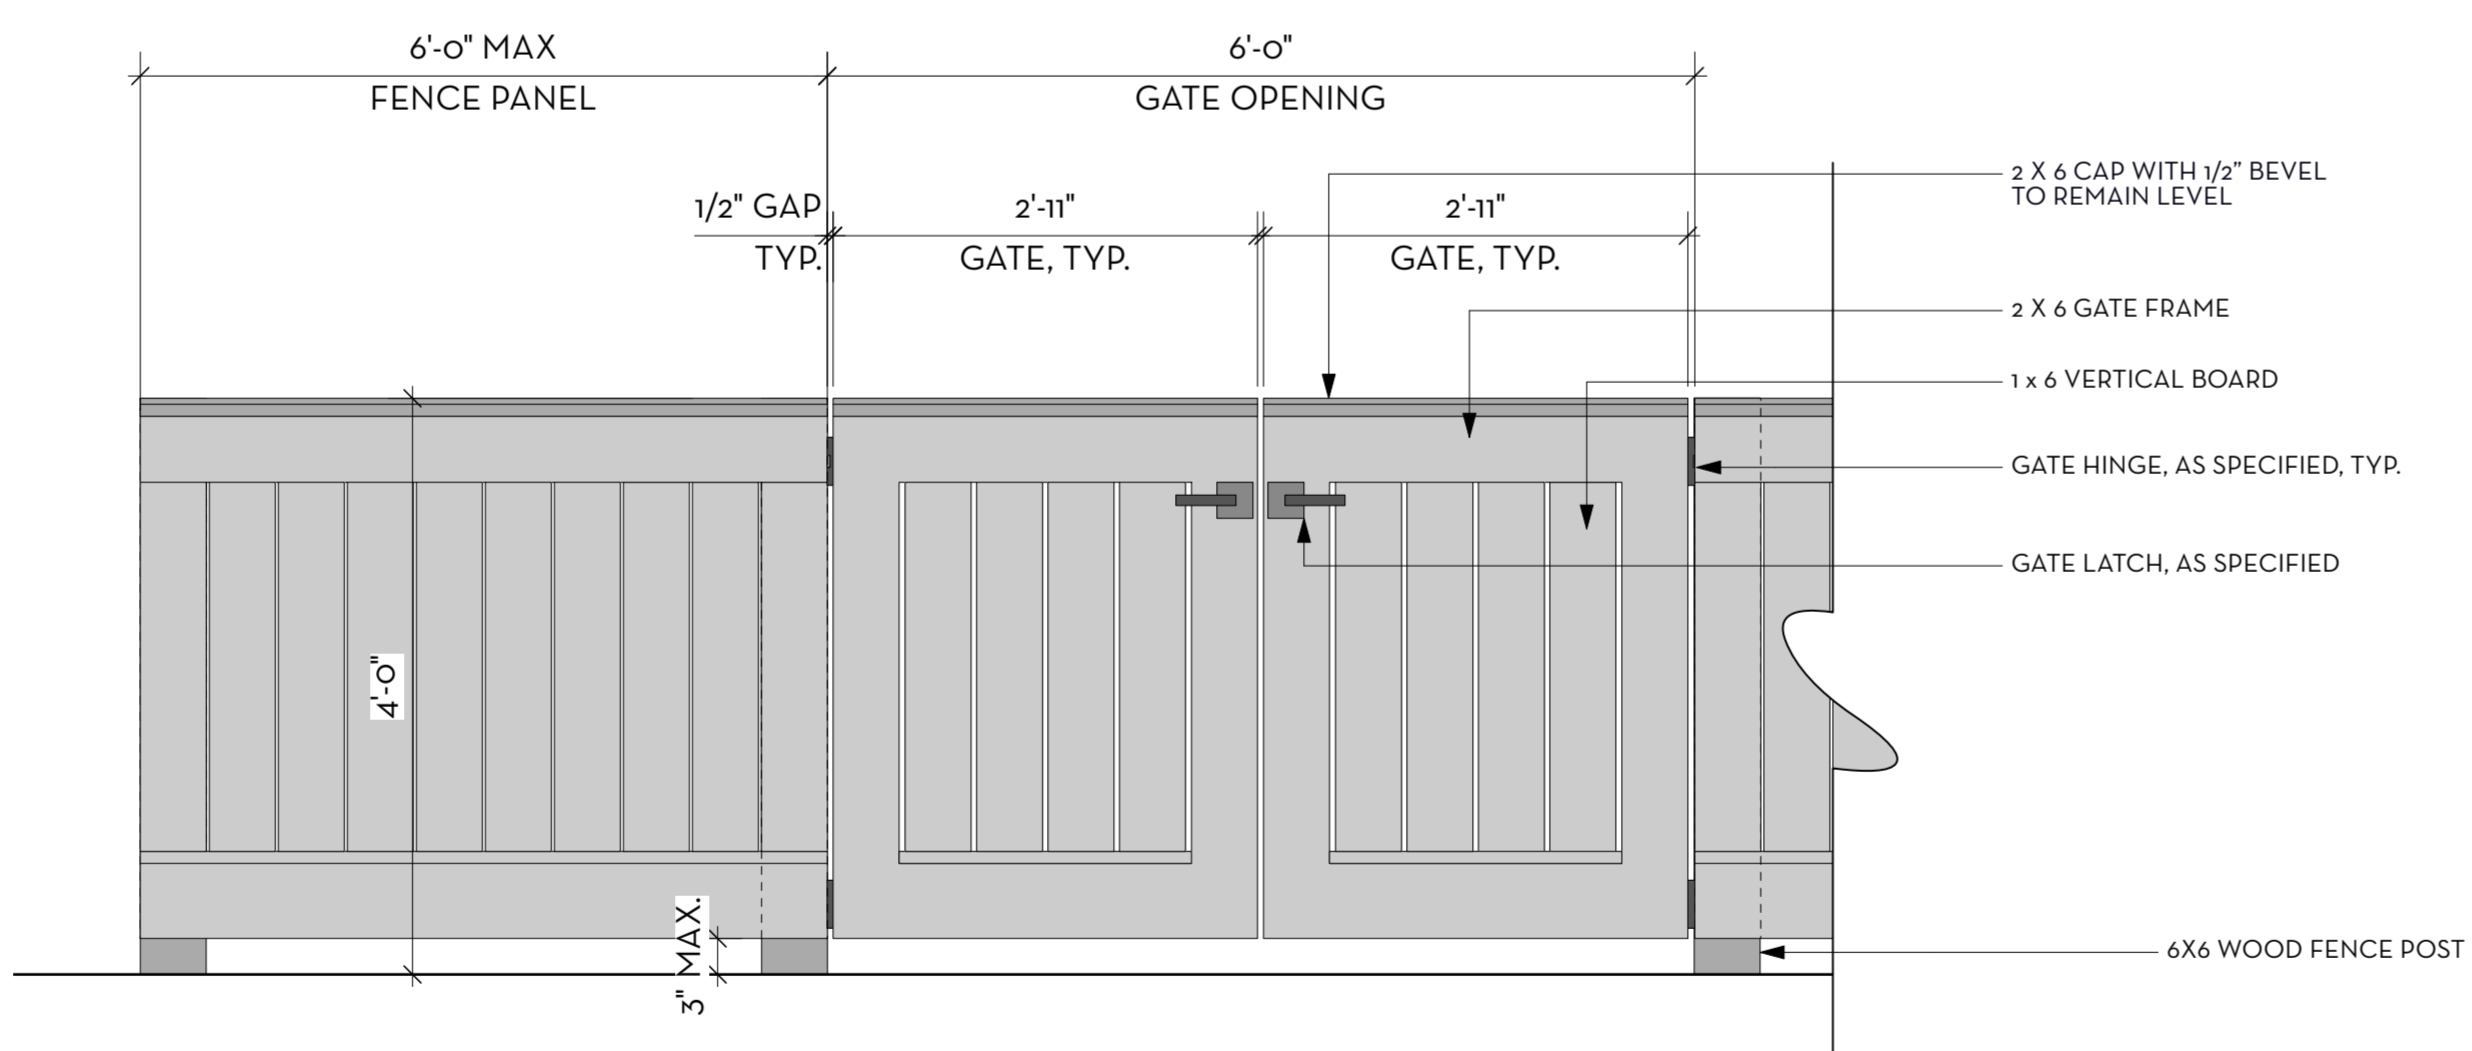 6'-0" MAX
FENCE PANEL
6'-0"
GATE OPENING
1/2" GAP
TYP.
2'-11"
GATE, TYP.
2'-11"
GATE, TYP.
2 X 6 CAP WITH 1/2” BEVEL
TO REMAIN LEVEL
2 X 6 GATE FRAME
1 x 6 VERTICAL BOARD
GATE HINGE, AS SPECIFIED, TYP.
GATE LATCH, AS SPECIFIED
4'-0"
3" MAX.
6X6 WOOD FENCE POST